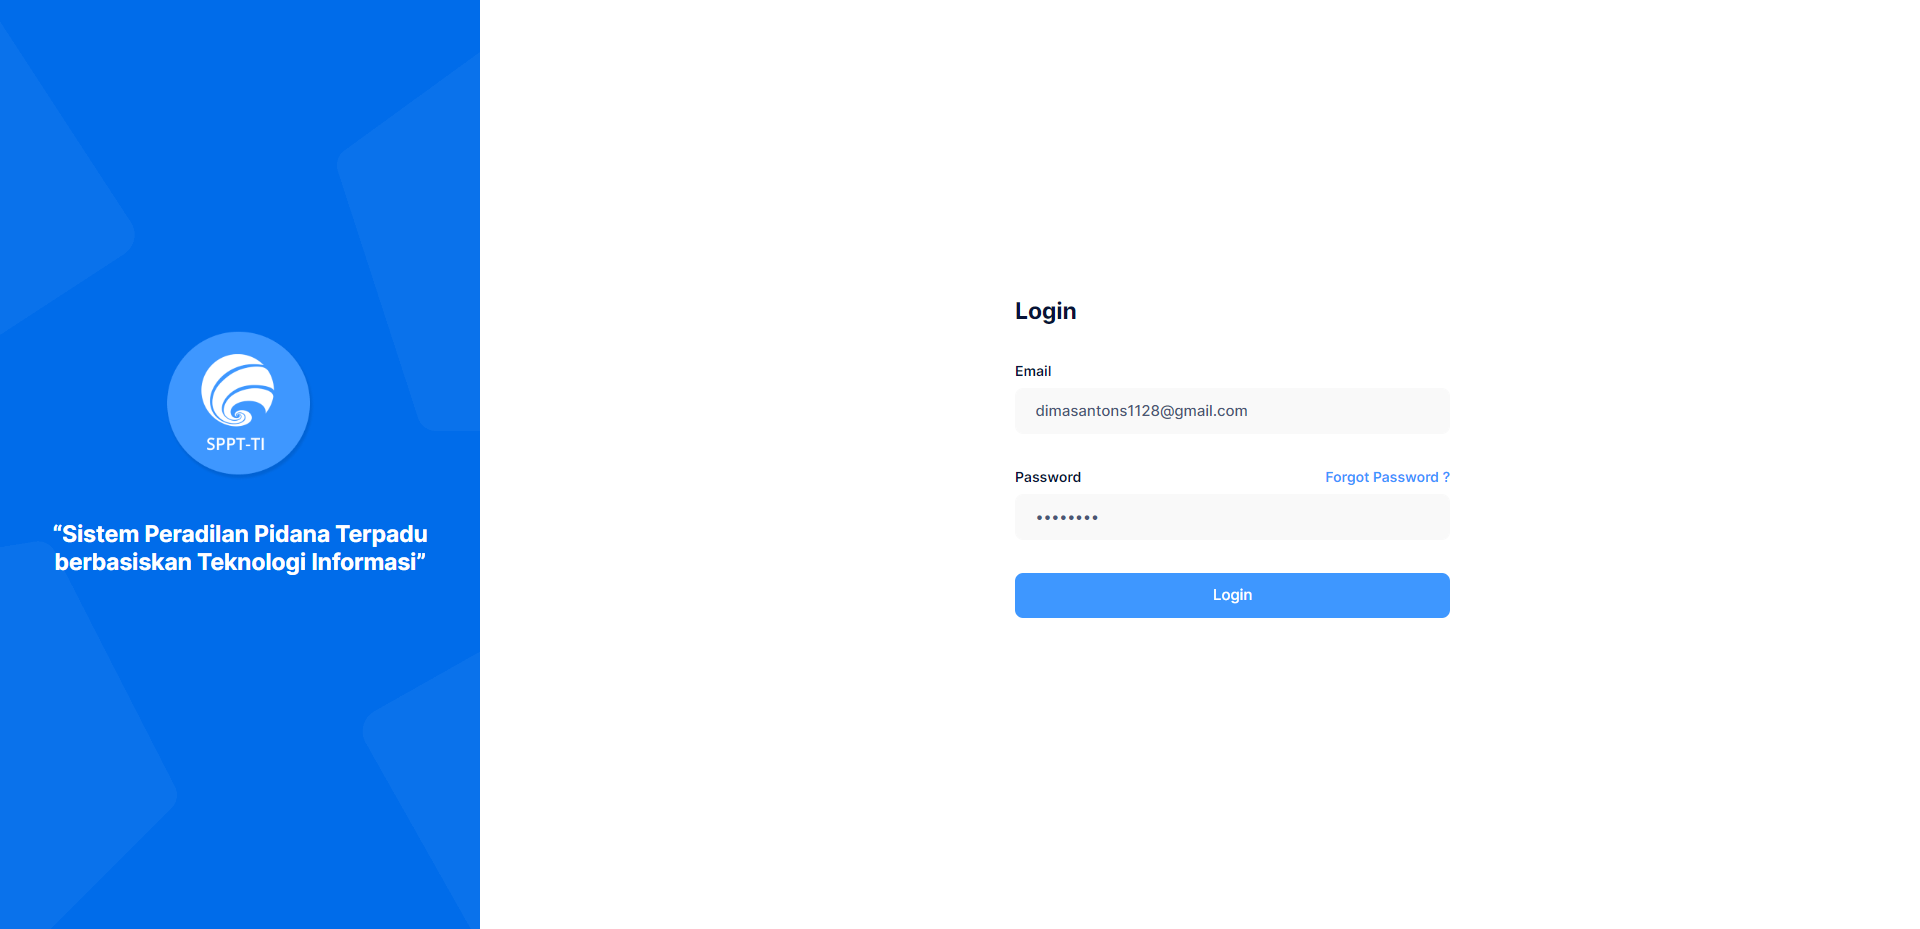 SPPT-TI
“Sistem Peradilan Pidana Terpadu
berbasiskan Teknologi Informasi”
Login
Email
dimasantons1128@gmail.com
Password
Forgot Password ?
••••••••
Login